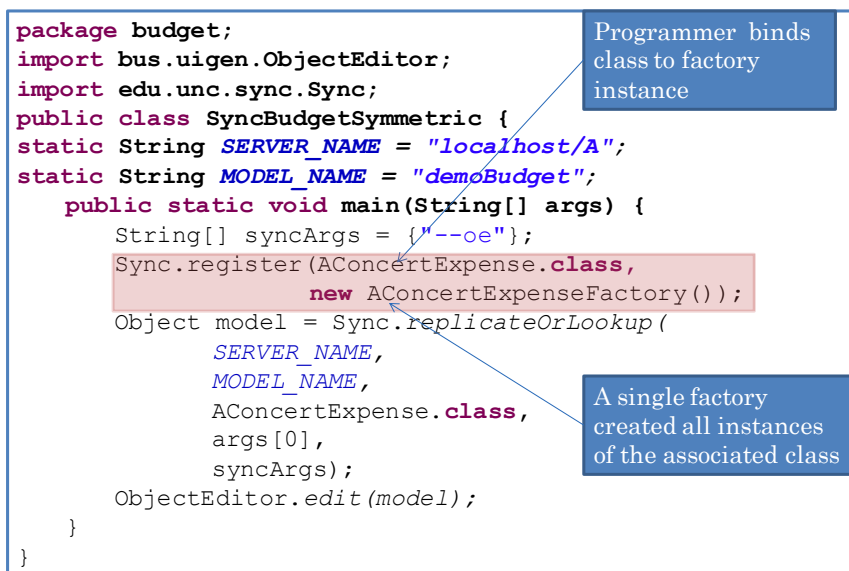 package budget;
import bus.uigen.ObjectEditor;
import edu.unc.sync.Sync;
public class SyncBudgetSymmetric {
static String SERVER_NAME = "localhost/A";
static String MODEL_NAME = "demoBudget";
public static void main(String[] args) {
String[] syncArgs = {"--oe"};
Sync.register(AConcertExpense.class,
new AConcertExpenseFactory());
Object model = Sync.replicateOrLookup(
SERVER_NAME,
MODEL_NAME,
AConcertExpense.class,
args[0],
syncArgs);
ObjectEditor.edit(model);
}
}
Programmer binds
class to factory
instance
A single factory
created all instances
of the associated class